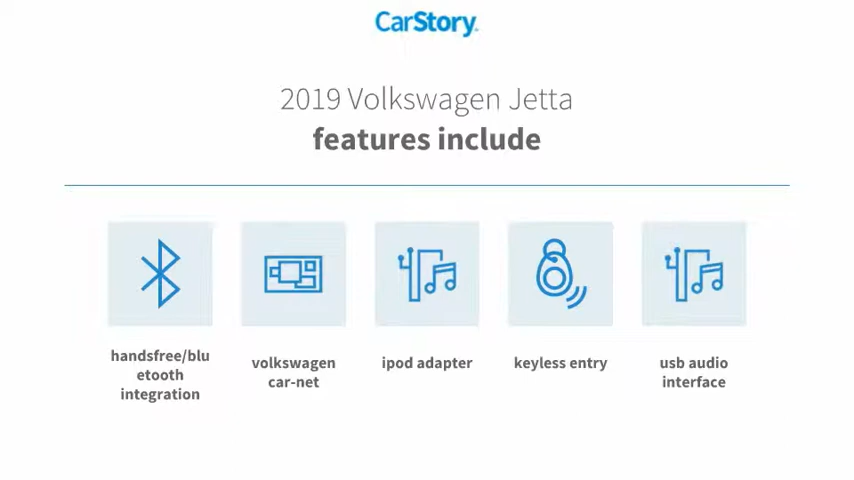 CarStory
2019 Volkswagen Jetta
features include
handsfree/blu
etooth
integration
volkswagen
car-net
ipod adapter
keyless entry
usb audio
interface